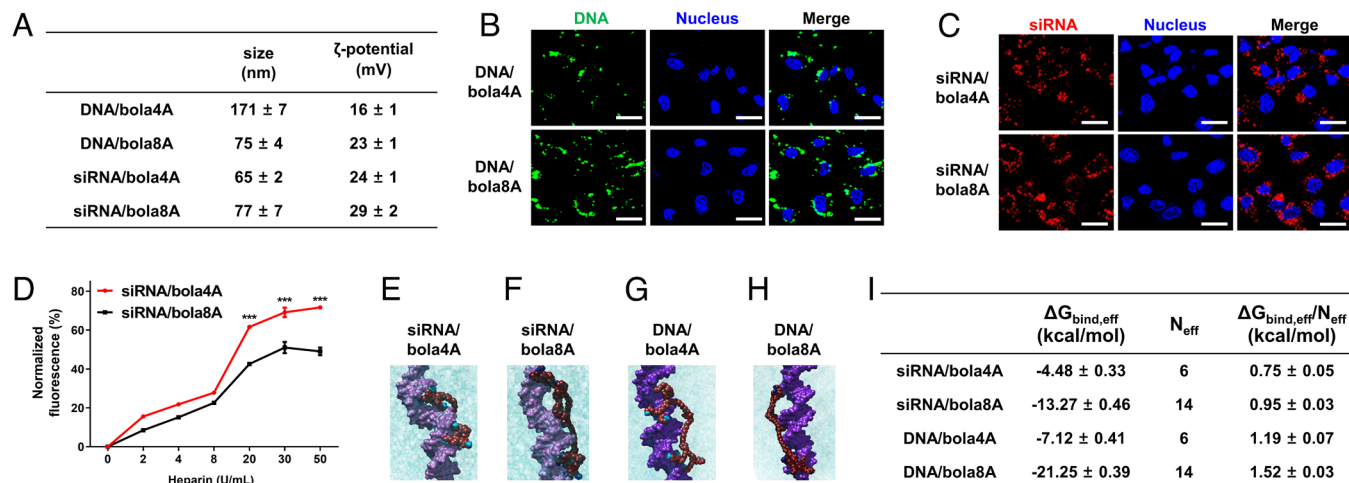 A
size
(nm)
ζ-potential
(mV)
DNA/bola4A 171 ± 7 16 ± 1
DNA/bola8A 75 ± 4 23 ± 1
siRNA/bola4A 65 ± 2 24 ± 1
siRNA/bola8A 77 ± 7 29 ± 2
B
DNA Nucleus Merge
DNA/
bola4A
DNA/
bola8A
C
siRNA Nucleus Merge
siRNA/
bola4A
siRNA/
bola8A
D
siRNA/bola4A
siRNA/bola8A
Normalized
fluorescence (%)
80
60
40
20
0
*** *** ***
0 2 4 8 20 30 50
Heparin (U/mL)
E
siRNA/
bola4A
F
siRNA/
bola8A
G
DNA/
bola4A
H
DNA/
bola8A
I
ΔGbind,eff
(kcal/mol)
Neff
ΔGbind,eff/Neff
(kcal/mol)
siRNA/bola4A -4.48 ± 0.33 6 0.75 ± 0.05
siRNA/bola8A -13.27 ± 0.46 14 0.95 ± 0.03
DNA/bola4A -7.12 ± 0.41 6 1.19 ± 0.07
DNA/bola8A -21.25 ± 0.39 14 1.52 ± 0.03